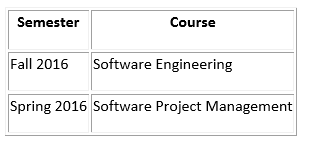 Semester Course
Fall 2016 Software Engineering
Spring 2016 Software Project Management